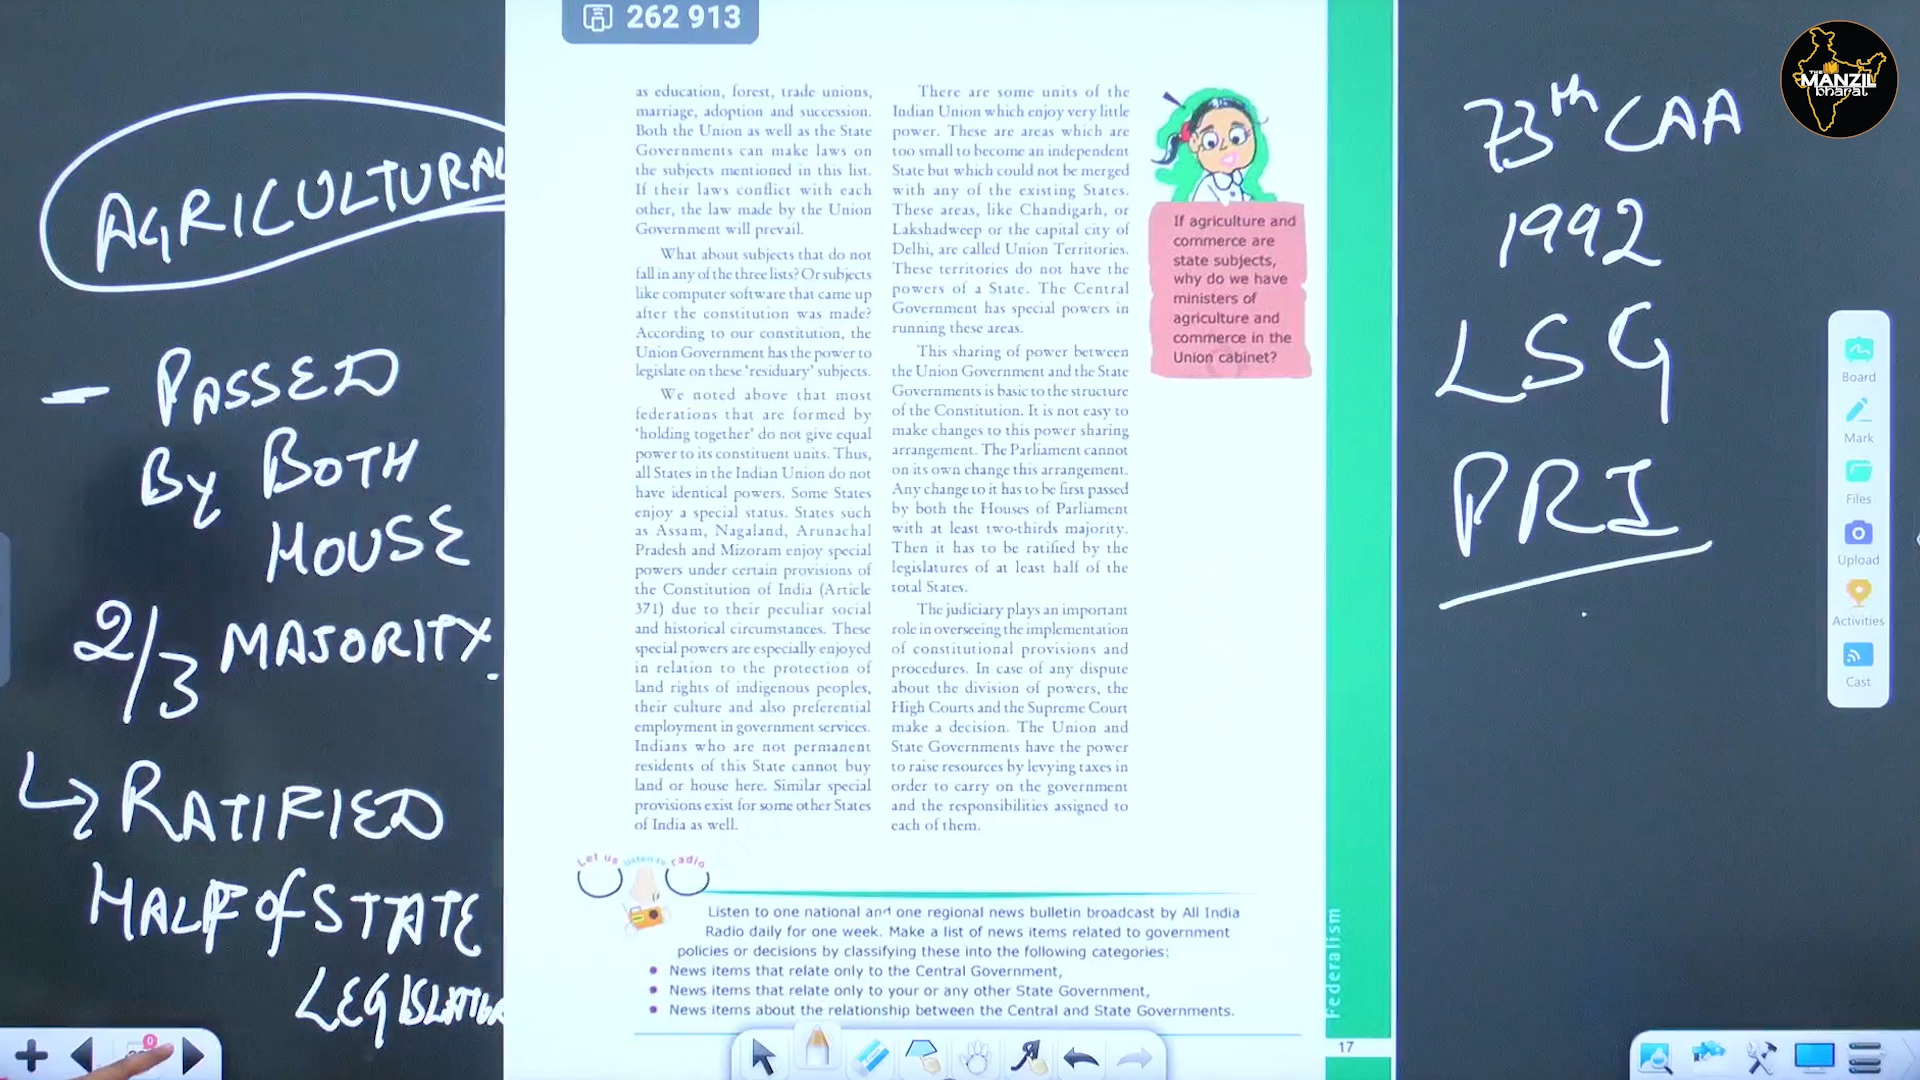 262 913
AGRICULTURAL
- PASSED
By BOTH
HOUSE
2/3 MAJORITY.
RATIFIED
HALF of STATE
as education, forest, trade unions,
marriage, adoption and succession.
Both the Union as well as the State
Governments can make laws on
the subjects mentioned in this list.
If their laws conflict with each
other, the law made by the Union
Government will prevail.
What about subjects that do not
fall in any of the three lists? Or subjects
like computer software that came up
after the constitution was made?
According to our constitution, the
Union Government has the power to
legislate on these ‘residuary’ subjects.
We noted above that most
federations that are formed by
‘holding together’ do not give equal
power to its constituent units. Thus,
all States in the Indian Union do not
have identical powers. Some States
enjoy a special status. States such
as Assam, Nagaland, Arunachal
Pradesh and Mizoram enjoy special
powers under certain provisions of
the Constitution of India (Article
371) due to their peculiar social
and historical circumstances. These
special powers are especially enjoyed
in relation to the protection of
land rights of indigenous peoples,
their culture and also preferential
employment in government services.
Indians who are not permanent
residents of this State cannot buy
land or house here. Similar special
provisions exist for some other States
of India as well.
There are some units of the
Indian Union which enjoy very little
power. These are areas which are
too small to become an independent
State but which could not be merged
with any of the existing States.
These areas, like Chandigarh, or
Lakshadweep or the capital city of
Delhi, are called Union Territories.
These territories do not have the
powers of a State. The Central
Government has special powers in
running these areas.
This sharing of power between
the Union Government and the State
Governments is basic to the structure
of the Constitution. It is not easy to
make changes to this power sharing
arrangement. The Parliament cannot
on its own change this arrangement.
Any change to it has to be first passed
by both the Houses of Parliament
with at least two-thirds majority.
Then it has to be ratified by the
legislatures of at least half of the
total States.
The judiciary plays an important
role in overseeing the implementation
of constitutional provisions and
procedures. In case of any dispute
about the division of powers, the
High Courts and the Supreme Court
make a decision. The Union and
State Governments have the power
to raise resources by levying taxes in
order to carry on the government
and the responsibilities assigned to
each of them.
If agriculture and
commerce are
state subjects,
why do we have
ministers of
agriculture and
commerce in the
Union cabinet?
Let us listen to radio
Listen to one national and one regional news bulletin broadcast by All India
Radio daily for one week. Make a list of news items related to government
policies or decisions by classifying these into the following categories:
• News items that relate only to the Central Government,
• News items that relate only to your or any other State Government,
• News items about the relationship between the Central and State Governments.
Federalism
17
73th CAA
1992
LSG
PRI
THE
MANZIL
bharat
Board
Mark
Files
Upload
Activities
Cast
0